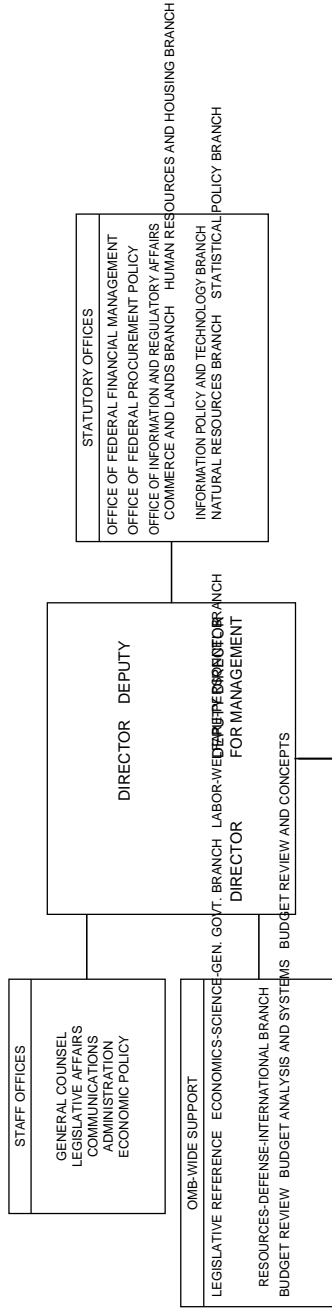 STAFF OFFICES
GENERAL COUNSEL
LEGISLATIVE AFFAIRS
COMMUNICATIONS
ADMINISTRATION
ECONOMIC POLICY
DIRECTOR DEPUTY
DIRECTOR DEPUTY DIRECTOR
FOR MANAGEMENT
STATUTORY OFFICES
OFFICE OF FEDERAL FINANCIAL MANAGEMENT
OFFICE OF FEDERAL PROCUREMENT POLICY
OFFICE OF INFORMATION AND REGULATORY AFFAIRS
COMMERCE AND LANDS BRANCH HUMAN RESOURCES AND HOUSING BRANCH
INFORMATION POLICY AND TECHNOLOGY BRANCH
NATURAL RESOURCES BRANCH STATISTICAL POLICY BRANCH
OMB-WIDE SUPPORT
LEGISLATIVE REFERENCE ECONOMICS-SCIENCE-GEN. GOVT. BRANCH LABOR-WELFARE-PERSONNEL BRANCH
RESOURCES-DEFENSE-INTERNATIONAL BRANCH
BUDGET REVIEW BUDGET ANALYSIS AND SYSTEMS BUDGET REVIEW AND CONCEPTS